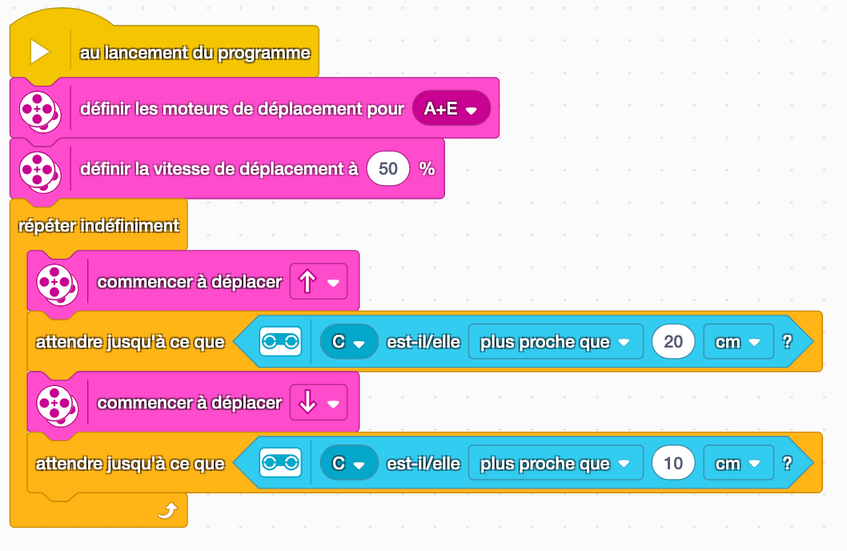 au lancement du programme
définir les moteurs de déplacement pour A+E
définir la vitesse de déplacement à 50 %
répéter indéfiniment
commencer à déplacer ↑
attendre jusqu'à ce que C est-il/elle plus proche que 20 cm ?
commencer à déplacer ↓
attendre jusqu'à ce que C est-il/elle plus proche que 10 cm ?